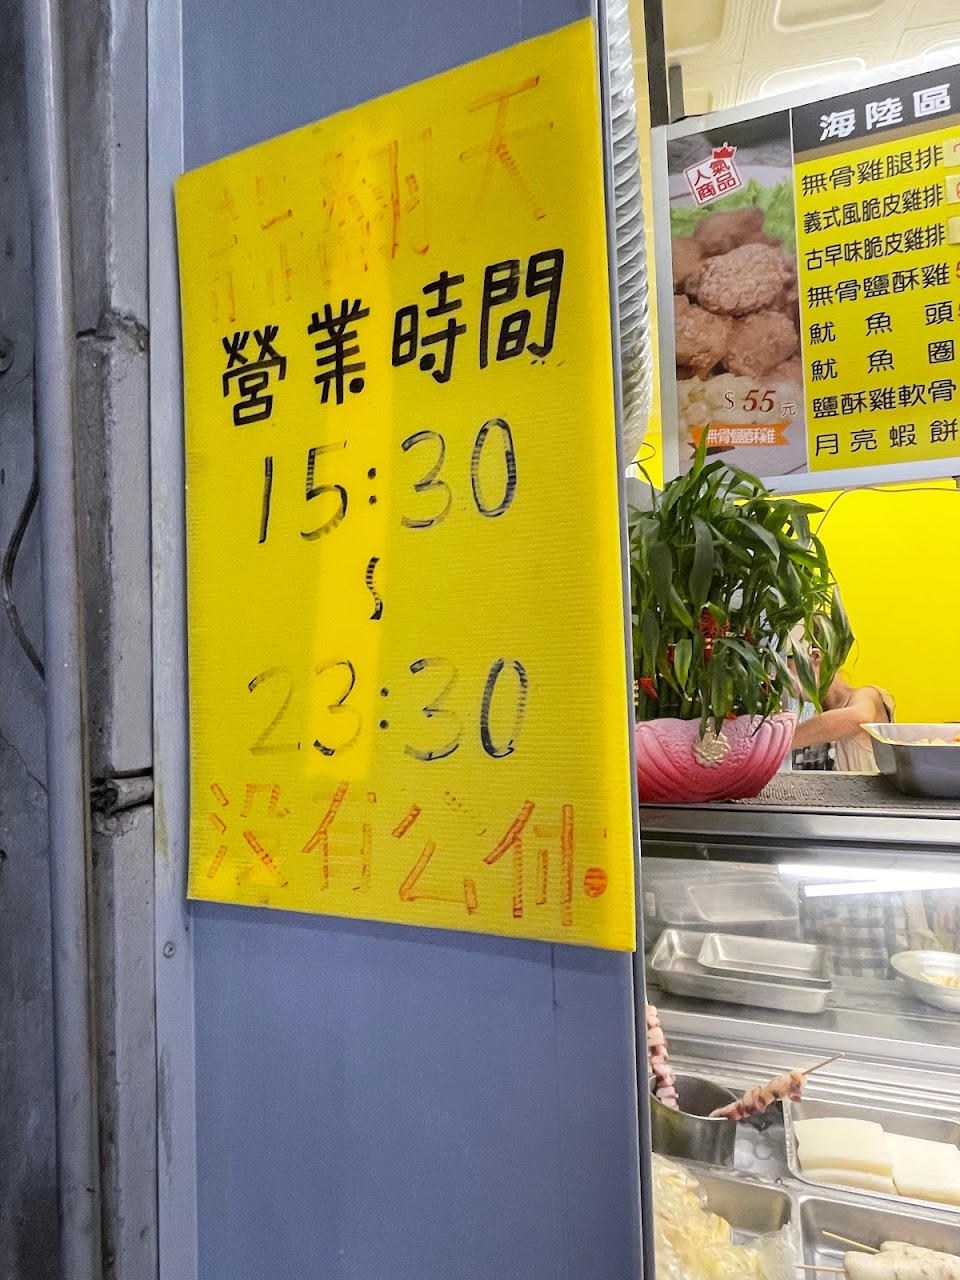 天
營業時間
15:30
~
23:30
沒有公佈.
海陸區
無骨雞腿排
義式風脆皮雞排
古早味脆皮雞排
無骨鹽酥雞
魷魚頭
魷魚圈
鹽酥雞軟骨
月亮蝦餅
人氣
商品
$55元
無骨鹽酥雞